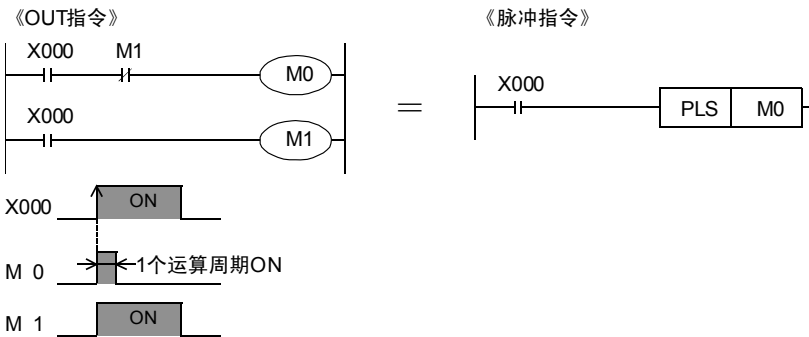 《OUT指令》
《脉冲指令》
X000 M1
M0
X000
M1
=
X000
PLS M0
X000 ON
M 0 1个运算周期ON
M 1 ON